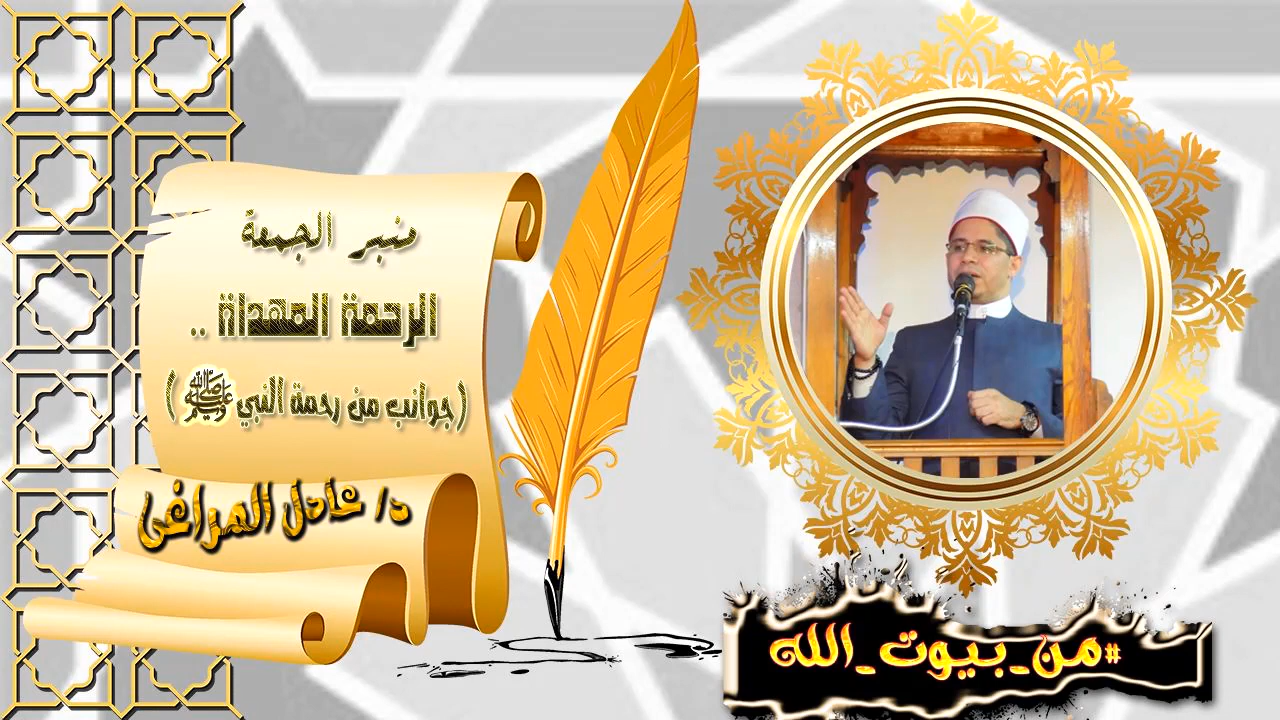 منبر الجمعة
الرحمة المهداة ..
(جوانب من رحمة النبي ﷺ)
د/ عادل المراغى
#من_بيوت_الله